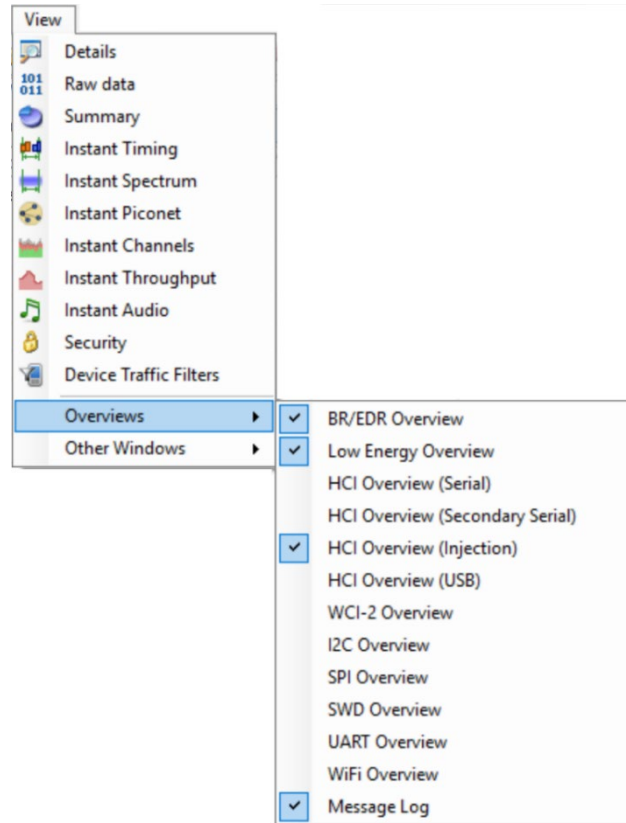 View
Details
101
011
Raw data
Summary
Instant Timing
Instant Spectrum
Instant Piconet
Instant Channels
Instant Throughput
Instant Audio
Security
Device Traffic Filters
Overviews
Other Windows
BR/EDR Overview
Low Energy Overview
HCI Overview (Serial)
HCI Overview (Secondary Serial)
HCI Overview (Injection)
HCI Overview (USB)
WCI-2 Overview
I2C Overview
SPI Overview
SWD Overview
UART Overview
WiFi Overview
Message Log